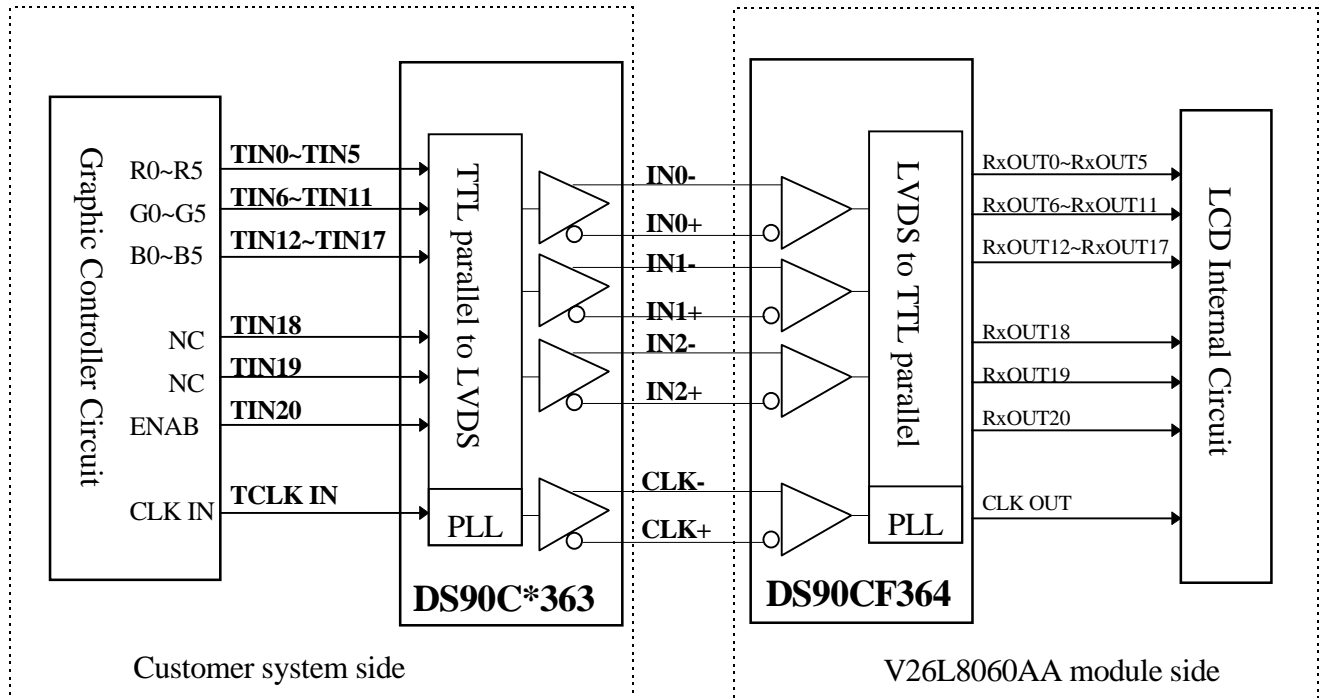 Graphic Controller Circuit
R0~R5
G0~G5
B0~B5
NC
NC
ENAB
CLK IN
TIN0~TIN5
TIN6~TIN11
TIN12~TIN17
TIN18
TIN19
TIN20
TCLK IN
TTL parallel to LVDS
PLL
DS90C*363
Customer system side
IN0-
IN0+
IN1-
IN1+
IN2-
IN2+
CLK-
CLK+
LVDS to TTL parallel
PLL
DS90CF364
RxOUT0~RxOUT5
RxOUT6~RxOUT11
RxOUT12~RxOUT17
RxOUT18
RxOUT19
RxOUT20
CLK OUT
LCD Internal Circuit
V26L8060AA module side